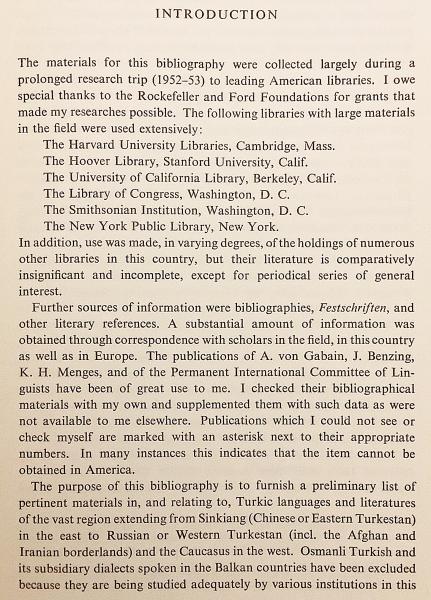 INTRODUCTION
The materials for this bibliography were collected largely during a
prolonged research trip (1952–53) to leading American libraries. I owe
special thanks to the Rockefeller and Ford Foundations for grants that
made my researches possible. The following libraries with large materials
in the field were used extensively:
The Harvard University Libraries, Cambridge, Mass.
The Hoover Library, Stanford University, Calif.
The University of California Library, Berkeley, Calif.
The Library of Congress, Washington, D. C.
The Smithsonian Institution, Washington, D. C.
The New York Public Library, New York.
In addition, use was made, in varying degrees, of the holdings of numerous
other libraries in this country, but their literature is comparatively
insignificant and incomplete, except for periodical series of general
interest.
Further sources of information were bibliographies, Festschriften, and
other literary references. A substantial amount of information was
obtained through correspondence with scholars in the field, in this country
as well as in Europe. The publications of A. von Gabain, J. Benzing,
K. H. Menges, and of the Permanent International Committee of Lin-
guists have been of great use to me. I checked their bibliographical
materials with my own and supplemented them with such data as were
not available to me elsewhere. Publications which I could not see or
check myself are marked with an asterisk next to their appropriate
numbers. In many instances this indicates that the item cannot be
obtained in America.
The purpose of this bibliography is to furnish a preliminary list of
pertinent materials in, and relating to, Turkic languages and literatures
of the vast region extending from Sinkiang (Chinese or Eastern Turkestan)
in the east to Russian or Western Turkestan (incl. the Afghan and
Iranian borderlands) and the Caucasus in the west. Osmanli Turkish and
its subsidiary dialects spoken in the Balkan countries have been excluded
because they are being studied adequately by various institutions in this